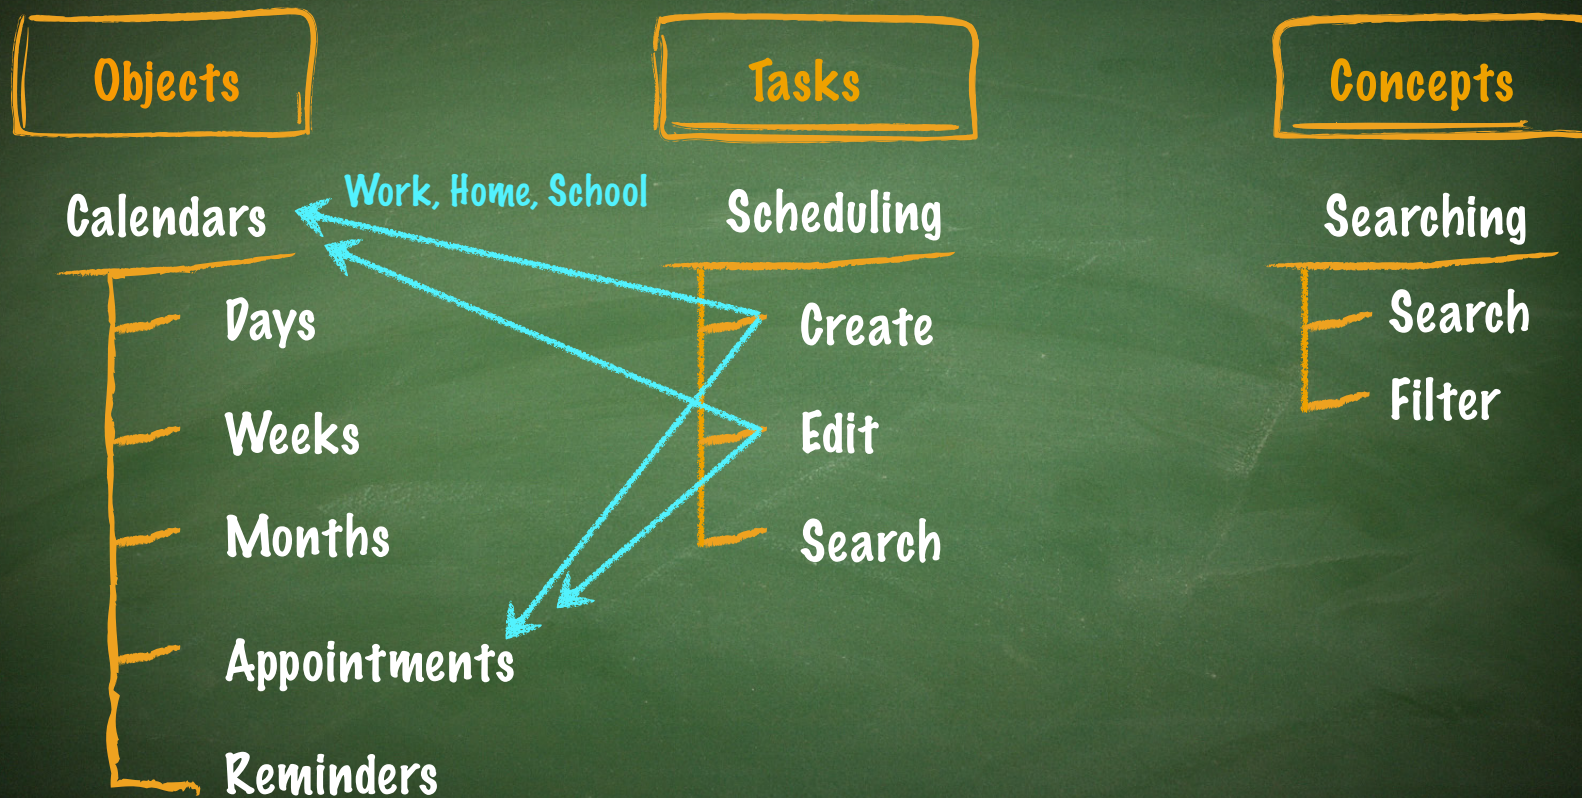 Objects
Tasks
Concepts
Work, Home, School
Calendars
Scheduling
Searching
Days
Create
Search
Weeks
Edit
Filter
Months
Search
Appointments
Reminders